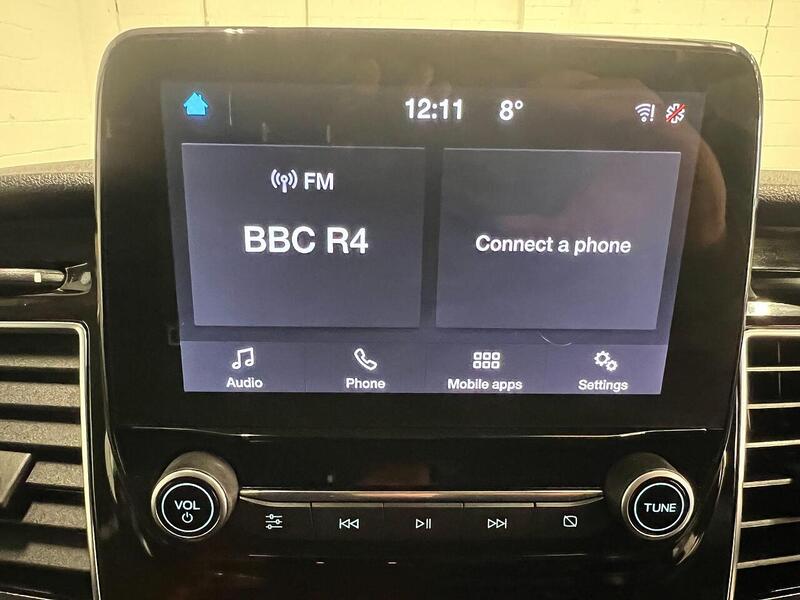 12:11 8°
FM
BBC R4
Connect a phone
Audio Phone Mobile apps Settings
VOL TUNE